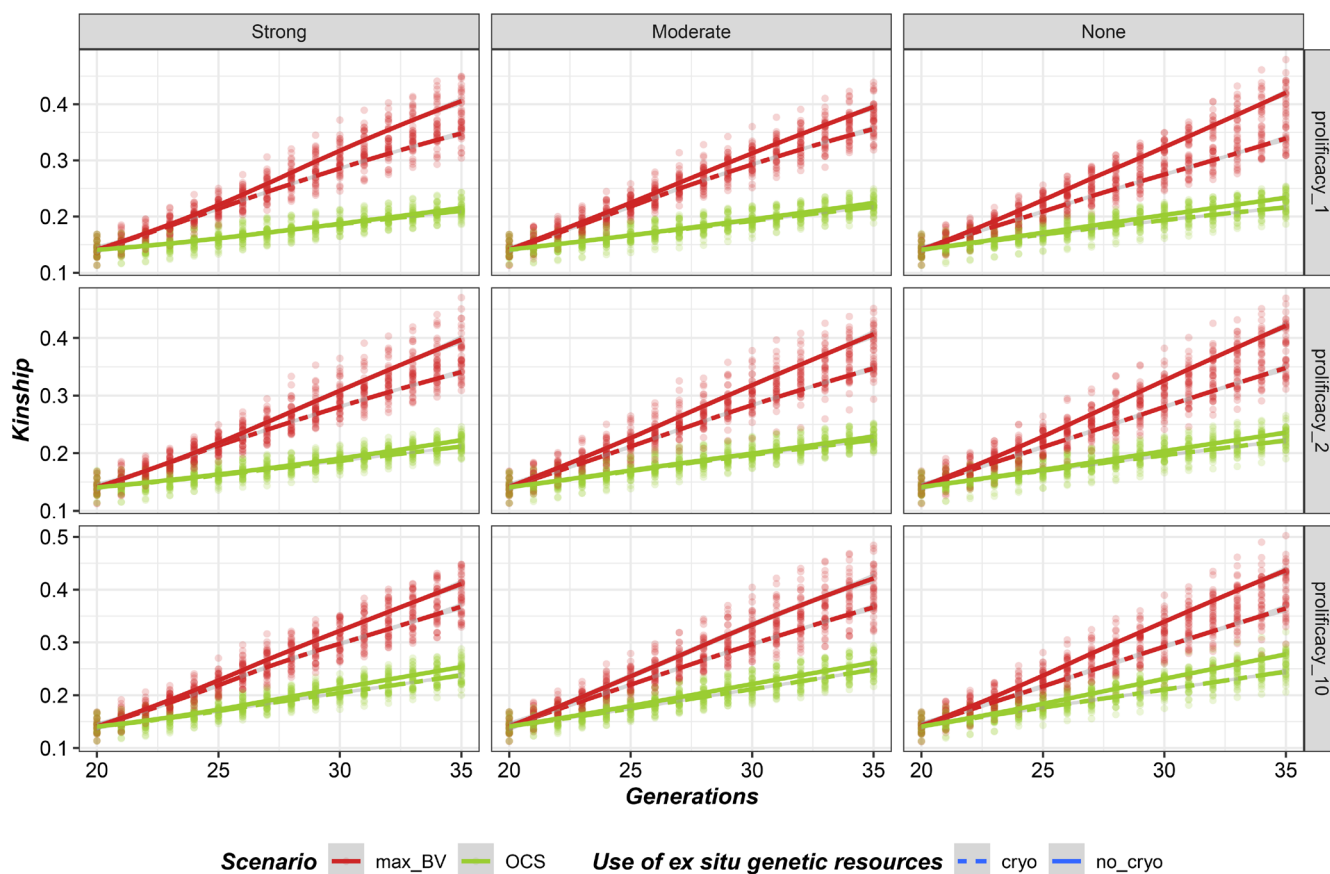 Strong Moderate None
0.4
0.3
0.2
0.1
prolificacy_1
0.4
0.3
0.2
0.1
prolificacy_2
Kinship
0.5
0.4
0.3
0.2
0.1
prolificacy_10
20 25 30 35 20 25 30 35 20 25 30 35
Generations
Scenario max_BV OCS Use of ex situ genetic resources cryo no_cryo